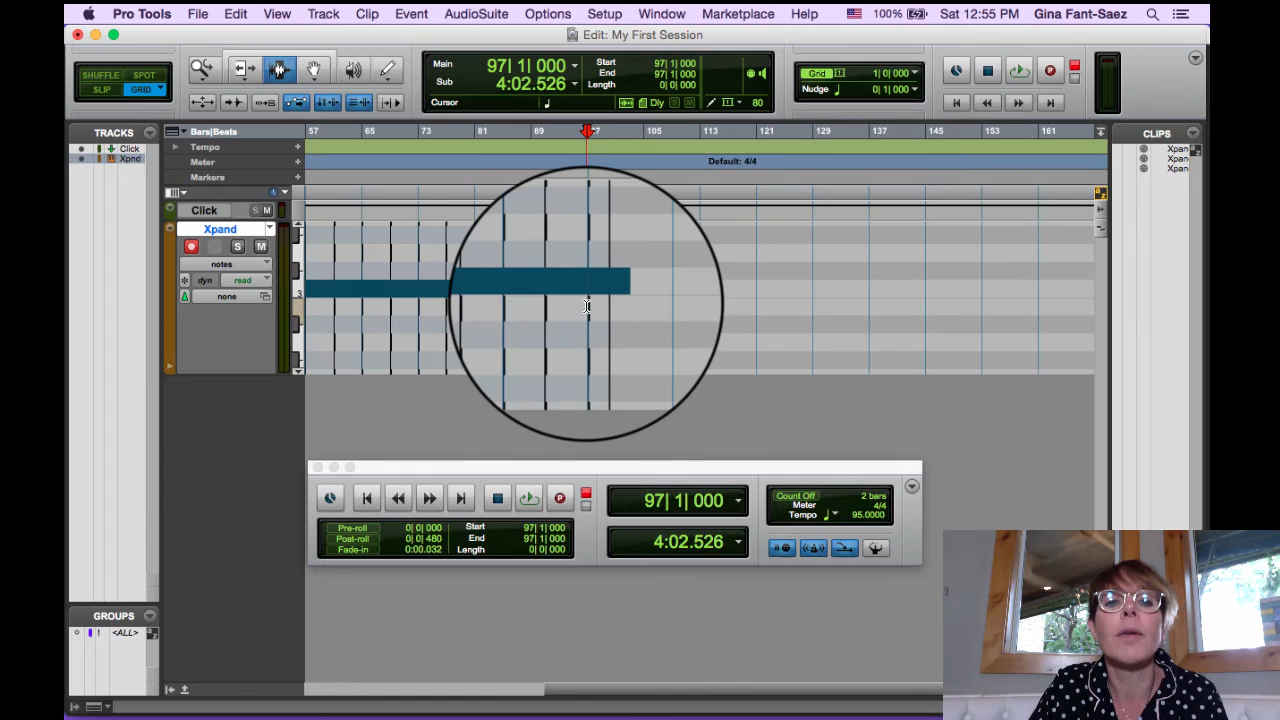 Pro Tools File Edit View Track Clip Event AudioSuite Options Setup Window Marketplace Help 100% Sat 12:55 PM Gina Fant-Saez
Edit: My First Session
SHUFFLE SPOT
SLIP GRID
Main 97| 1| 000
Sub 4:02.526
Start 97| 1| 000
End 97| 1| 000
Length 0| 0| 000
Cursor
Dly S M
80
Grid 1| 0| 000
Nudge 0| 1| 000
TRACKS
Click
Xpnd
Bars|Beats 57 65 73 81 89 97 105 113 121 129 137 145 153 161
Tempo
Meter Default: 4/4
Markers
Click S M
Xpand
S M
notes
dyn read
none
3
CLIPS
Xpan
Xpan
Xpan
97| 1| 000
4:02.526
Count Off 2 bars
Meter 4/4
Tempo 95.0000
Pre-roll 0| 0| 000
Post-roll 0| 0| 480
Fade-in 0:00.032
Start 97| 1| 000
End 97| 1| 000
Length 0| 0| 000
GROUPS
! <ALL>